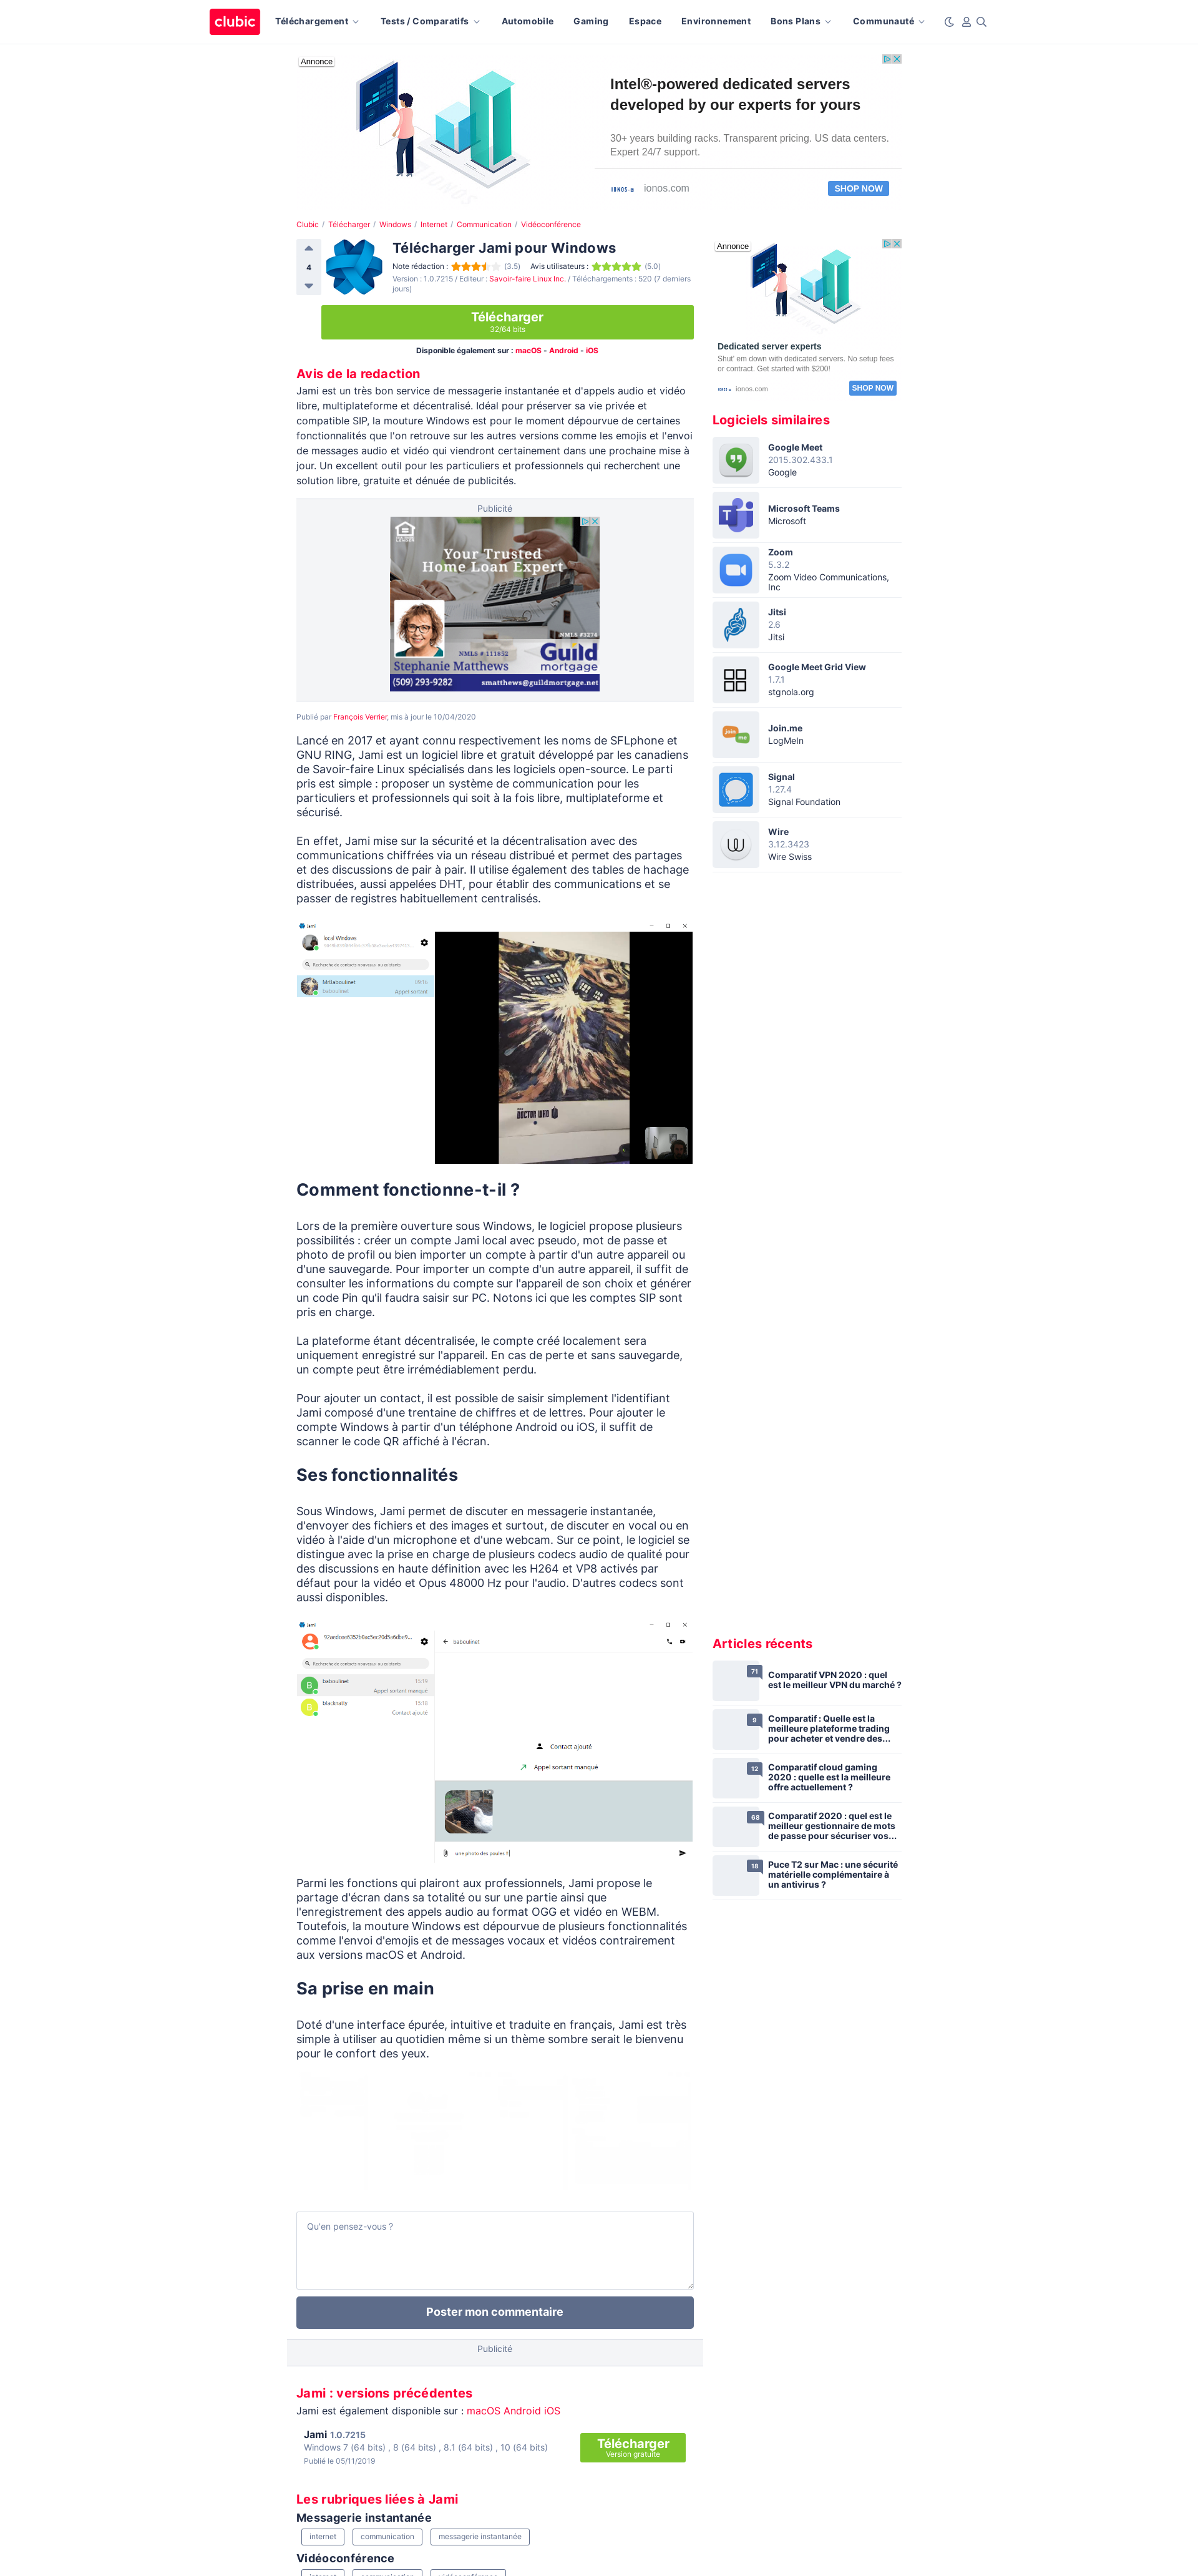 clubic
Téléchargement
Tests / Comparatifs
Automobile
Gaming
Espace
Environnement
Bons Plans
Communauté
Annonce
Intel®-powered dedicated servers
developed by our experts for yours
30+ years building racks. Transparent pricing. US data centers.
Expert 24/7 support.
IONOS
ionos.com
SHOP NOW
Clubic / Télécharger / Windows / Internet / Communication / Vidéoconférence
4
Télécharger Jami pour Windows
Note rédaction : (3.5) Avis utilisateurs : (5.0)
Version : 1.0.7215 / Editeur : Savoir-faire Linux Inc. / Téléchargements : 520 (7 derniers
jours)
Télécharger
32/64 bits
Disponible également sur : macOS - Android - iOS
Avis de la redaction
Jami est un très bon service de messagerie instantanée et d'appels audio et vidéo
libre, multiplateforme et décentralisé. Idéal pour préserver sa vie privée et
compatible SIP, la mouture Windows est pour le moment dépourvue de certaines
fonctionnalités que l'on retrouve sur les autres versions comme les emojis et l'envoi
de messages audio et vidéo qui viendront certainement dans une prochaine mise à
jour. Un excellent outil pour les particuliers et professionnels qui recherchent une
solution libre, gratuite et dénuée de publicités.
Publicité
Your Trusted
Home Loan Expert
NMLS #3274
NMLS # 111852
Stephanie Matthews
Guild
mortgage
(509) 293-9282
smatthews@guildmortgage.net
Publié par François Verrier, mis à jour le 10/04/2020
Lancé en 2017 et ayant connu respectivement les noms de SFLphone et
GNU RING, Jami est un logiciel libre et gratuit développé par les canadiens
de Savoir-faire Linux spécialisés dans les logiciels open-source. Le parti
pris est simple : proposer un système de communication pour les
particuliers et professionnels qui soit à la fois libre, multiplateforme et
sécurisé.
En effet, Jami mise sur la sécurité et la décentralisation avec des
communications chiffrées via un réseau distribué et permet des partages
et des discussions de pair à pair. Il utilise également des tables de hachage
distribuées, aussi appelées DHT, pour établir des communications et se
passer de registres habituellement centralisés.
Jami
local Windows
Recherche de contacts nouveaux ou existants
Mrllaboulinet
09:16
baboulinet
Appel sortant
DOCTOR WHO
Comment fonctionne-t-il ?
Lors de la première ouverture sous Windows, le logiciel propose plusieurs
possibilités : créer un compte Jami local avec pseudo, mot de passe et
photo de profil ou bien importer un compte à partir d'un autre appareil ou
d'une sauvegarde. Pour importer un compte d'un autre appareil, il suffit de
consulter les informations du compte sur l'appareil de son choix et générer
un code Pin qu'il faudra saisir sur PC. Notons ici que les comptes SIP sont
pris en charge.
La plateforme étant décentralisée, le compte créé localement sera
uniquement enregistré sur l'appareil. En cas de perte et sans sauvegarde,
un compte peut être irrémédiablement perdu.
Pour ajouter un contact, il est possible de saisir simplement l'identifiant
Jami composé d'une trentaine de chiffres et de lettres. Pour ajouter le
compte Windows à partir d'un téléphone Android ou iOS, il suffit de
scanner le code QR affiché à l'écran.
Ses fonctionnalités
Sous Windows, Jami permet de discuter en messagerie instantanée,
d'envoyer des fichiers et des images et surtout, de discuter en vocal ou en
vidéo à l'aide d'un microphone et d'une webcam. Sur ce point, le logiciel se
distingue avec la prise en charge de plusieurs codecs audio de qualité pour
des discussions en haute définition avec les H264 et VP8 activés par
défaut pour la vidéo et Opus 48000 Hz pour l'audio. D'autres codecs sont
aussi disponibles.
Jami
Recherche de contacts nouveaux ou existants
baboulinet
B
baboulinet
15:19
Appel sortant manqué
B
blacknally
15:18
Contact ajouté
Contact ajouté
Appel sortant manqué
une photo des poules !
Parmi les fonctions qui plairont aux professionnels, Jami propose le
partage d'écran dans sa totalité ou sur une partie ainsi que
l'enregistrement des appels audio au format OGG et vidéo en WEBM.
Toutefois, la mouture Windows est dépourvue de plusieurs fonctionnalités
comme l'envoi d'emojis et de messages vocaux et vidéos contrairement
aux versions macOS et Android.
Sa prise en main
Doté d'une interface épurée, intuitive et traduite en français, Jami est très
simple à utiliser au quotidien même si un thème sombre serait le bienvenu
pour le confort des yeux.
Qu'en pensez-vous ?
Poster mon commentaire
Publicité
Jami : versions précédentes
Jami est également disponible sur : macOS Android iOS
Jami 1.0.7215
Windows 7 (64 bits) , 8 (64 bits) , 8.1 (64 bits) , 10 (64 bits)
Publié le 05/11/2019
Télécharger
Version gratuite
Les rubriques liées à Jami
Messagerie instantanée
internet
communication
messagerie instantanée
Vidéoconférence
Annonce
Dedicated server experts
Shut' em down with dedicated servers. No setup fees
or contract. Get started with $200!
ionos.com
SHOP NOW
Logiciels similaires
Google Meet
2015.302.433.1
Google
Microsoft Teams
Microsoft
Zoom
5.3.2
Zoom Video Communications,
Inc
Jitsi
2.6
Jitsi
Google Meet Grid View
1.7.1
stgnola.org
join
me
Join.me
LogMeIn
Signal
1.27.4
Signal Foundation
Wire
3.12.3423
Wire Swiss
Articles récents
71
Comparatif VPN 2020 : quel
est le meilleur VPN du marché ?
9
Comparatif : Quelle est la
meilleure plateforme trading
pour acheter et vendre des...
12
Comparatif cloud gaming
2020 : quelle est la meilleure
offre actuellement ?
68
Comparatif 2020 : quel est le
meilleur gestionnaire de mots
de passe pour sécuriser vos...
18
Puce T2 sur Mac : une sécurité
matérielle complémentaire à
un antivirus ?